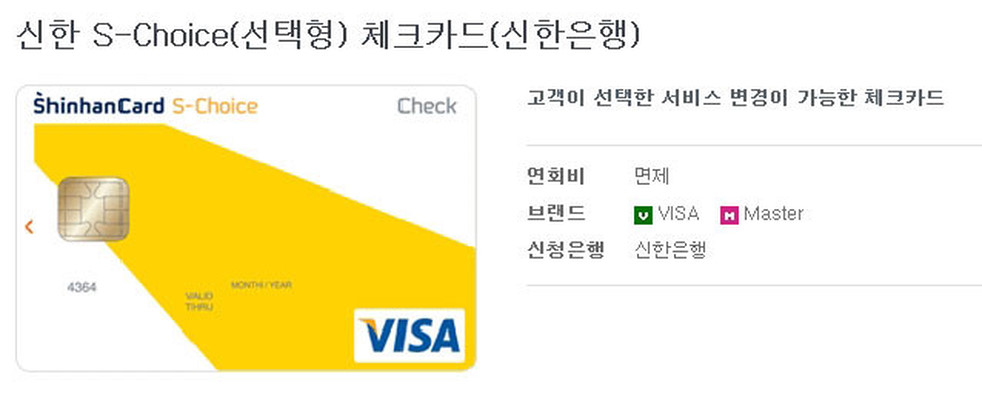 신한 S-Choice(선택형) 체크카드(신한은행)
ShinhanCard S-Choice Check
고객이 선택한 서비스 변경이 가능한 체크카드
연회비 면제
브랜드 V VISA M Master
신청은행 신한은행
4364
VALID THRU
MONTH / YEAR
VISA